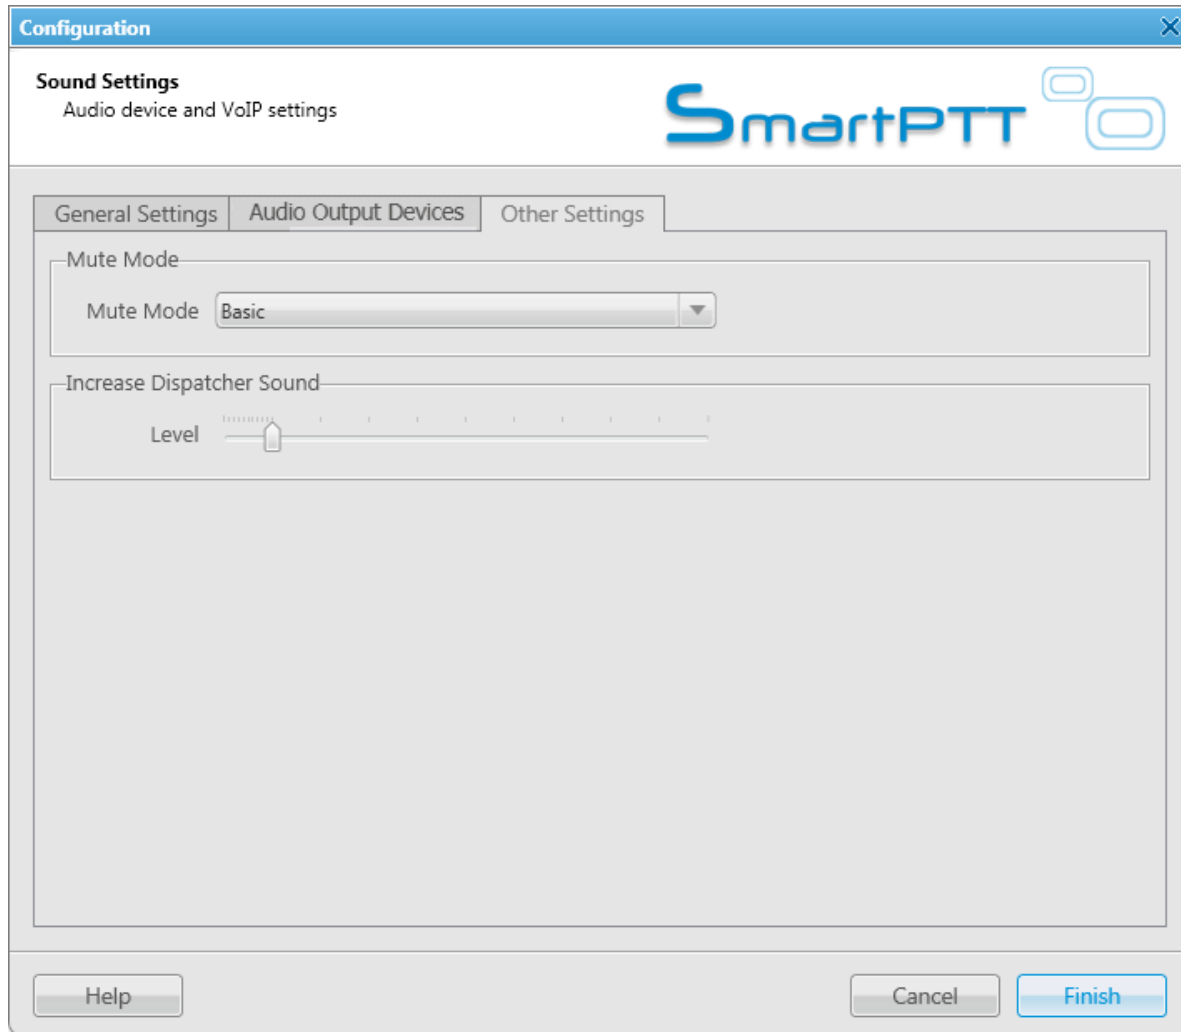 Configuration
Sound Settings
Audio device and VoIP settings
SmartPTT
General Settings
Audio Output Devices
Other Settings
Mute Mode
Mute Mode
Basic
Increase Dispatcher Sound
Level
Help
Cancel
Finish